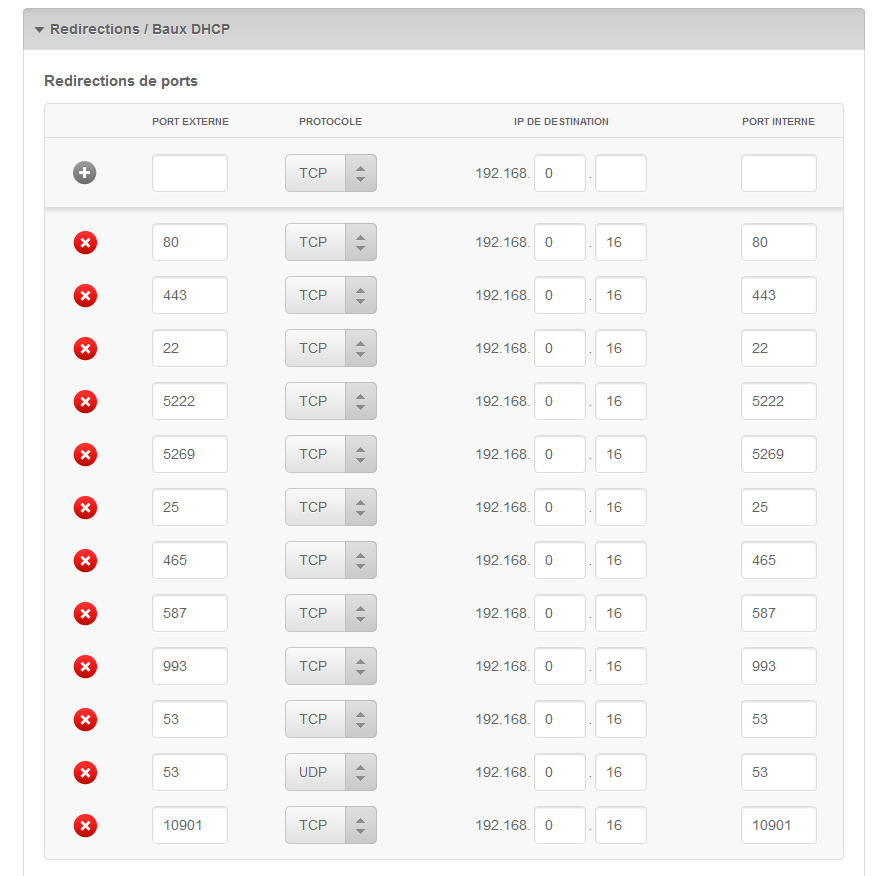 Redirections / Baux DHCP
Redirections de ports
PORT EXTERNE PROTOCOLE IP DE DESTINATION PORT INTERNE
TCP 192.168. 0 .
80 TCP 192.168. 0 . 16 80
443 TCP 192.168. 0 . 16 443
22 TCP 192.168. 0 . 16 22
5222 TCP 192.168. 0 . 16 5222
5269 TCP 192.168. 0 . 16 5269
25 TCP 192.168. 0 . 16 25
465 TCP 192.168. 0 . 16 465
587 TCP 192.168. 0 . 16 587
993 TCP 192.168. 0 . 16 993
53 TCP 192.168. 0 . 16 53
53 UDP 192.168. 0 . 16 53
10901 TCP 192.168. 0 . 16 10901